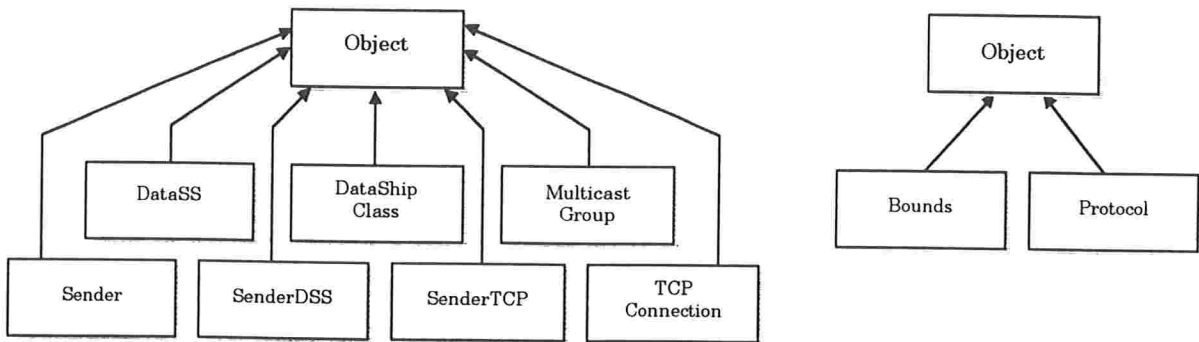 Object
Object
DataSS
DataShip
Class
Multicast
Group
Bounds
Protocol
Sender
SenderDSS
SenderTCP
TCP
Connection